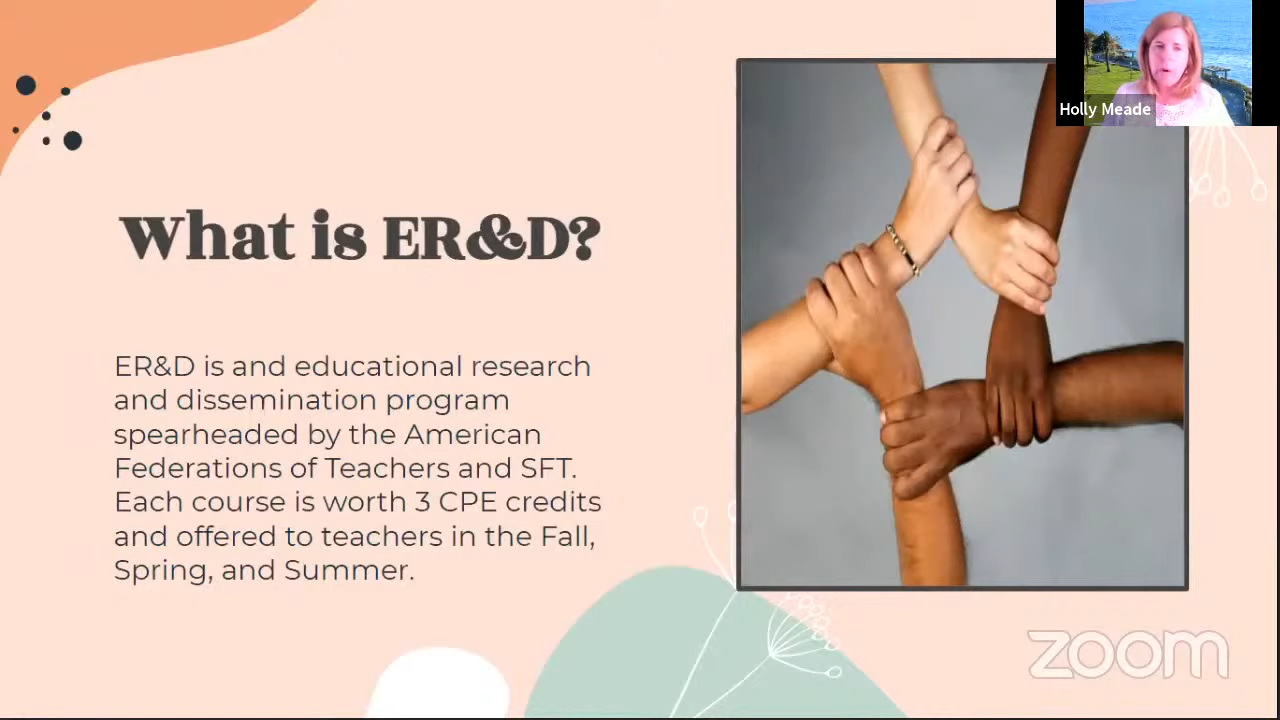 Holly Meade
What is ER&D?
ER&D is and educational research
and dissemination program
spearheaded by the American
Federations of Teachers and SFT.
Each course is worth 3 CPE credits
and offered to teachers in the Fall,
Spring, and Summer.
zoom